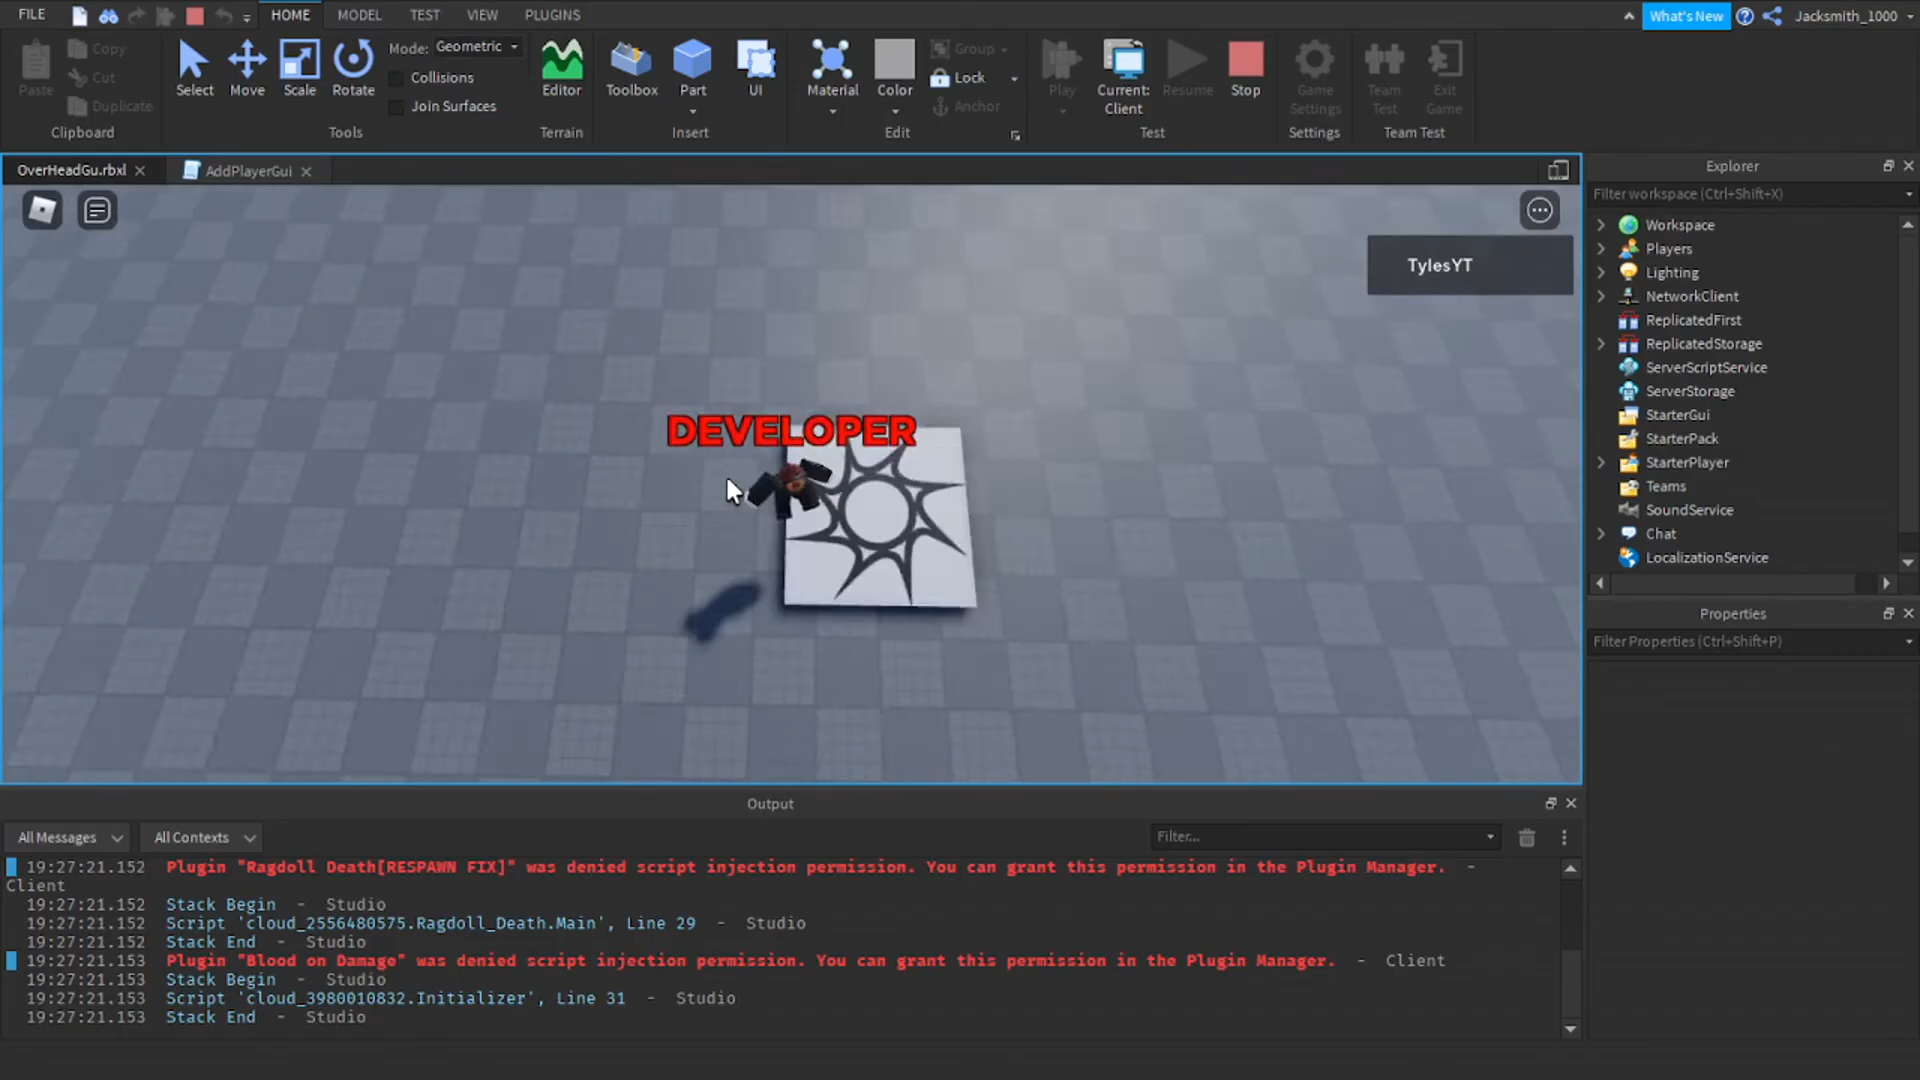 FILE
HOME
MODEL
TEST
VIEW
PLUGINS
What's New
Jacksmith_1000
Paste
Copy
Cut
Duplicate
Clipboard
Select
Move
Scale
Rotate
Mode: Geometric
Collisions
Join Surfaces
Tools
Editor
Terrain
Toolbox
Part
UI
Insert
Material
Color
Group
Lock
Anchor
Edit
Play
Current:
Client
Resume
Stop
Test
Game
Settings
Settings
Team
Test
Exit
Game
Team Test
OverHeadGu.rbxl
AddPlayerGui
TylesYT
DEVELOPER
Explorer
Filter workspace (Ctrl+Shift+X)
Workspace
Players
Lighting
NetworkClient
ReplicatedFirst
ReplicatedStorage
ServerScriptService
ServerStorage
StarterGui
StarterPack
StarterPlayer
Teams
SoundService
Chat
LocalizationService
Properties
Filter Properties (Ctrl+Shift+P)
Output
All Messages
All Contexts
Filter...
19:27:21.152 Plugin "Ragdoll Death[RESPAWN FIX]" was denied script injection permission. You can grant this permission in the Plugin Manager. -
Client
19:27:21.152 Stack Begin - Studio
19:27:21.152 Script 'cloud_2556480575.Ragdoll_Death.Main', Line 29 - Studio
19:27:21.152 Stack End - Studio
19:27:21.153 Plugin "Blood on Damage" was denied script injection permission. You can grant this permission in the Plugin Manager. - Client
19:27:21.153 Stack Begin - Studio
19:27:21.153 Script 'cloud_3980010832.Initializer', Line 31 - Studio
19:27:21.153 Stack End - Studio